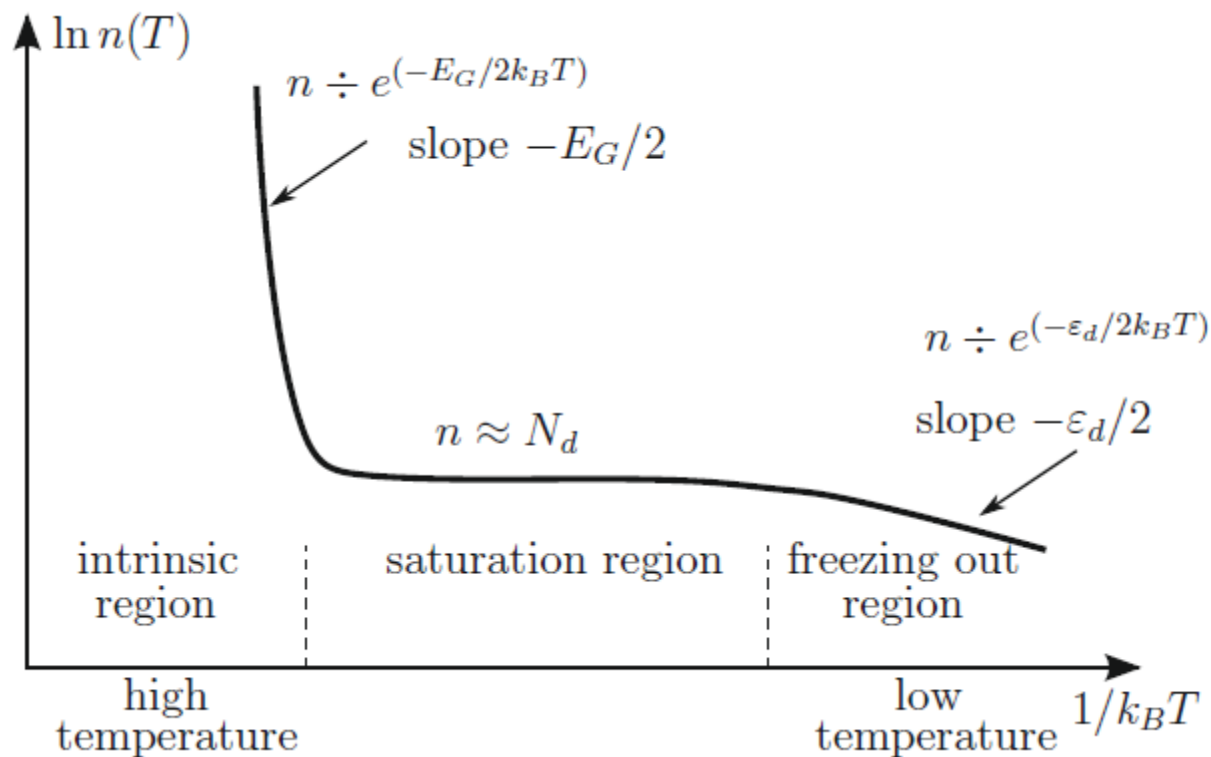 ln n(T)
n ÷ e^(−E_G/2k_BT)
slope −E_G/2
n ÷ e^(−ε_d/2k_BT)
slope −ε_d/2
n ≈ N_d
intrinsic
region
saturation region
freezing out
region
high
temperature
low
temperature
1/k_BT